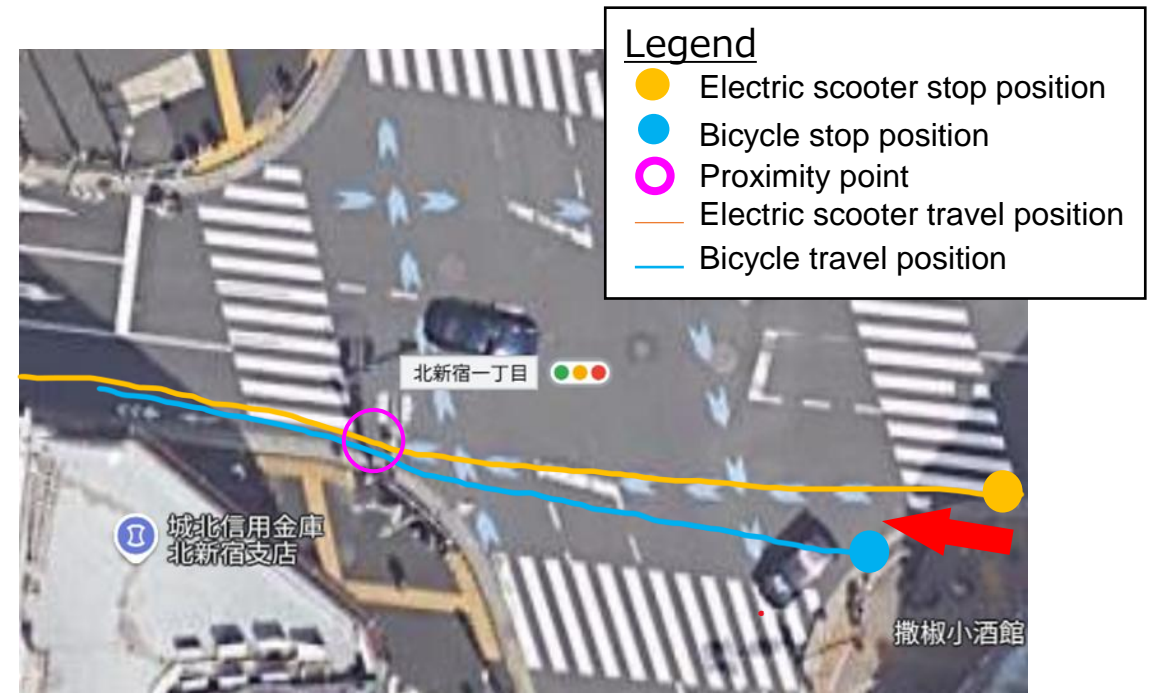 Legend
Electric scooter stop position
Bicycle stop position
Proximity point
Electric scooter travel position
Bicycle travel position
北新宿一丁目
城北信用金庫
北新宿支店
撒椒小酒館